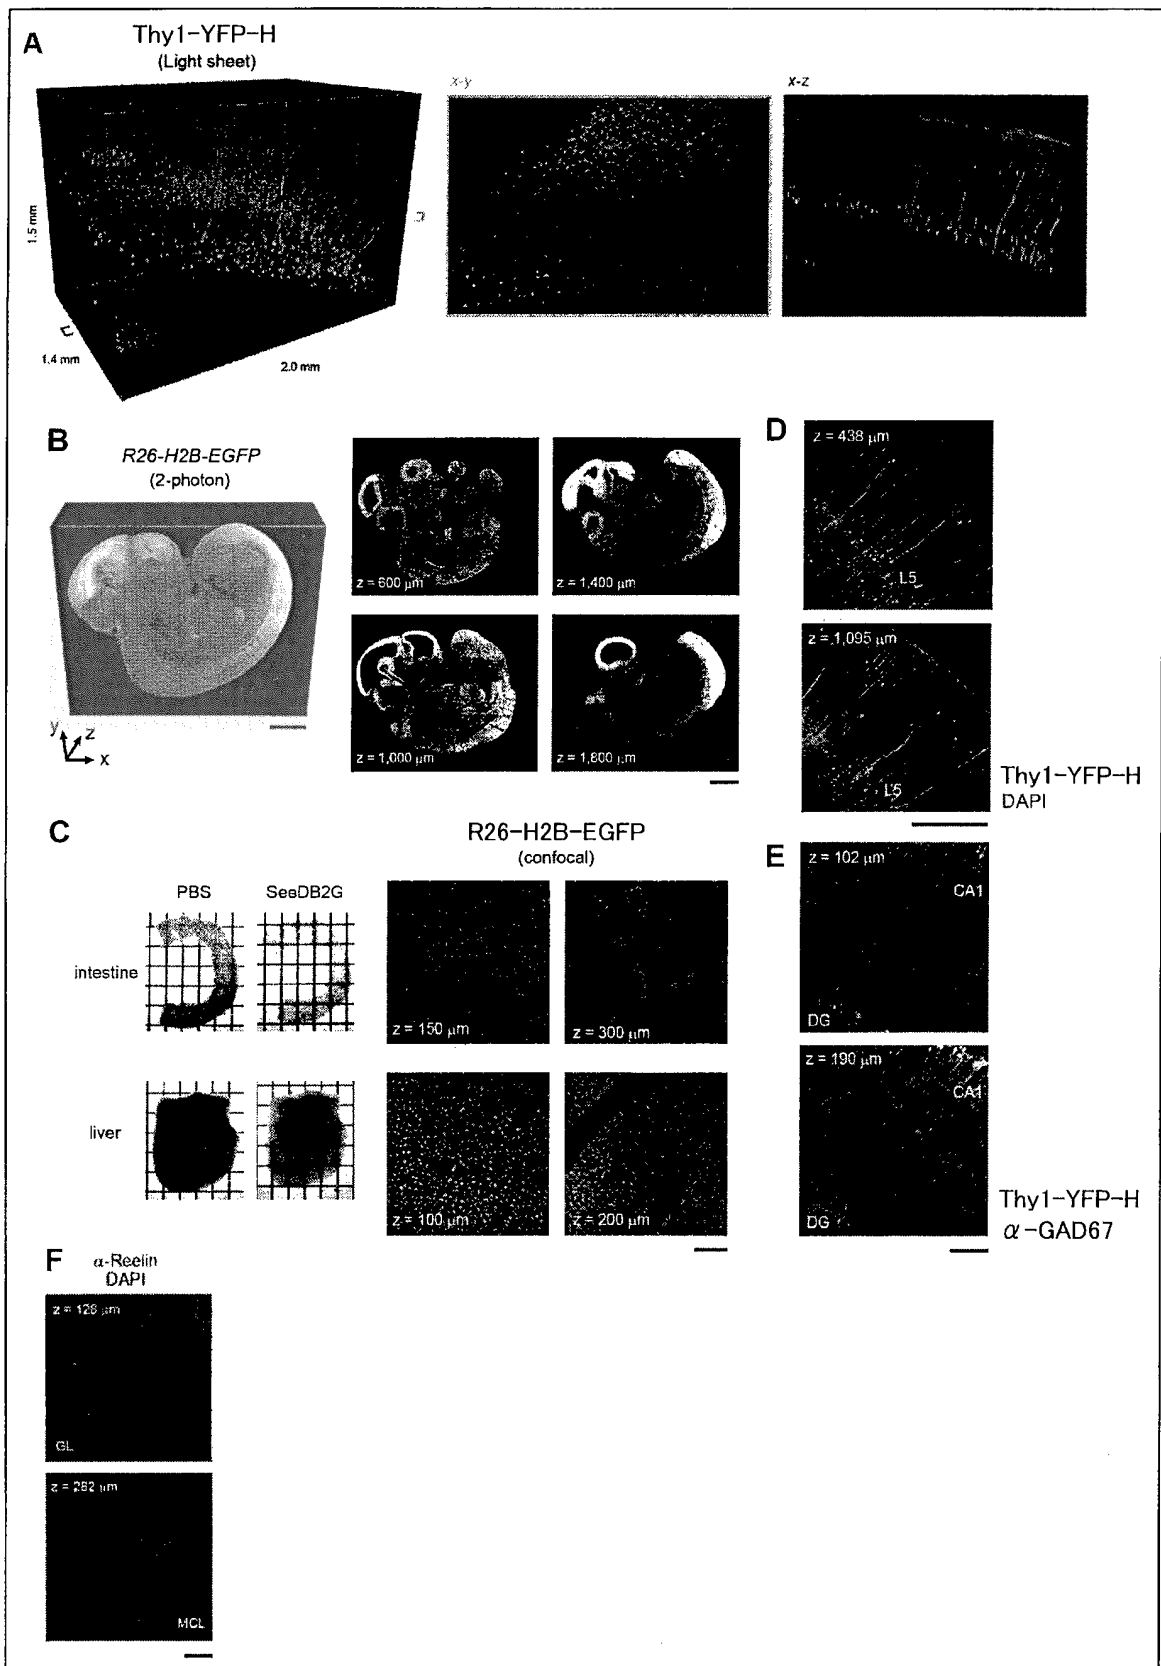 A
Thy1-YFP-H
(Light sheet)
x-y
x-z
1.5 mm
1.4 mm
2.0 mm
B
R26-H2B-EGFP
(2-photon)
y
z
x
z = 600 μm
z = 1,400 μm
z = 1,000 μm
z = 1,800 μm
D
z = 438 μm
L5
z = 1,095 μm
L5
Thy1-YFP-H
DAPI
C
R26-H2B-EGFP
(confocal)
PBS
SeeDB2G
intestine
liver
z = 150 μm
z = 300 μm
z = 100 μm
z = 200 μm
E
z = 102 μm
CA1
DG
z = 190 μm
CA1
DG
Thy1-YFP-H
α-GAD67
F
α-Reelin
DAPI
z = 128 μm
GL
z = 282 μm
MCL